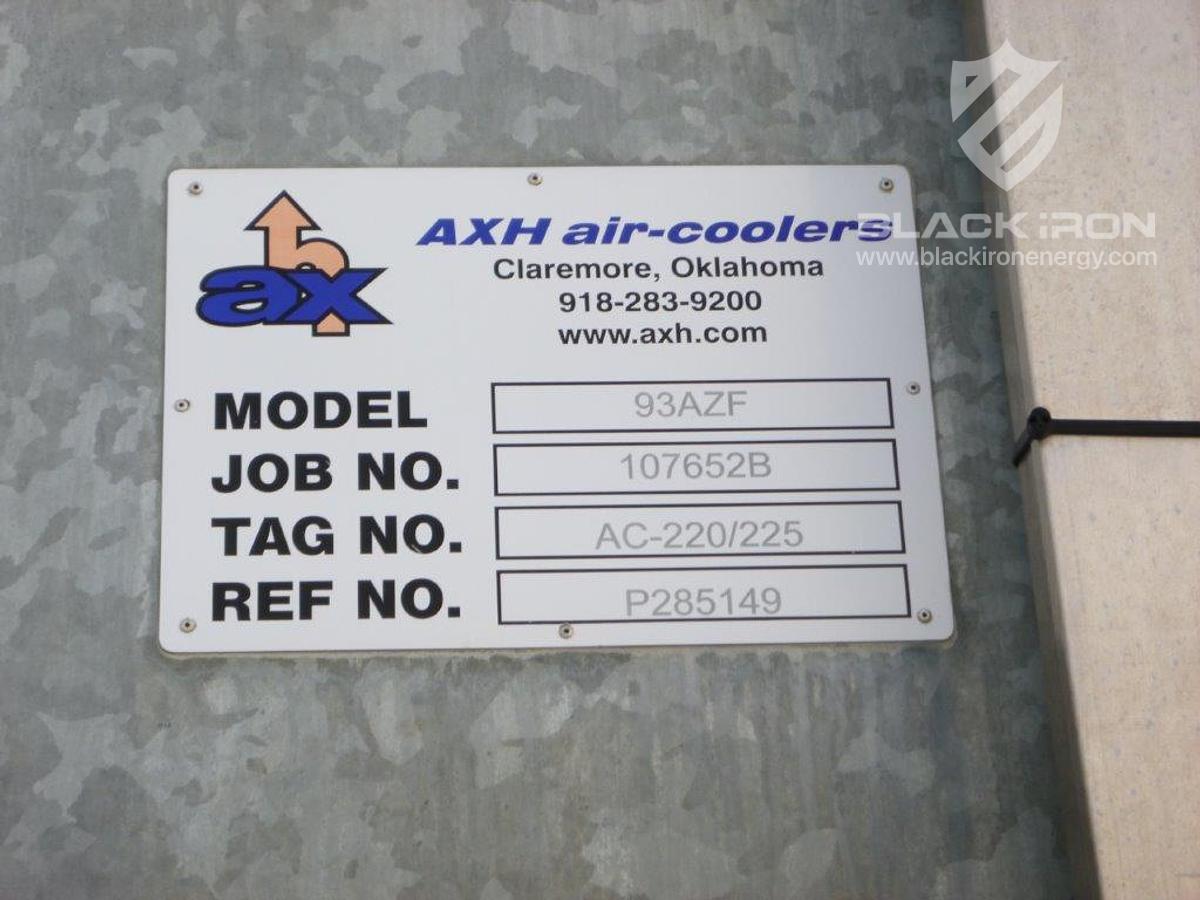 ahx
AXH air-coolers
Claremore, Oklahoma
918-283-9200
www.axh.com
BLACK iRON
www.blackironenergy.com
MODEL 93AZF
JOB NO. 107652B
TAG NO. AC-220/225
REF NO. P285149